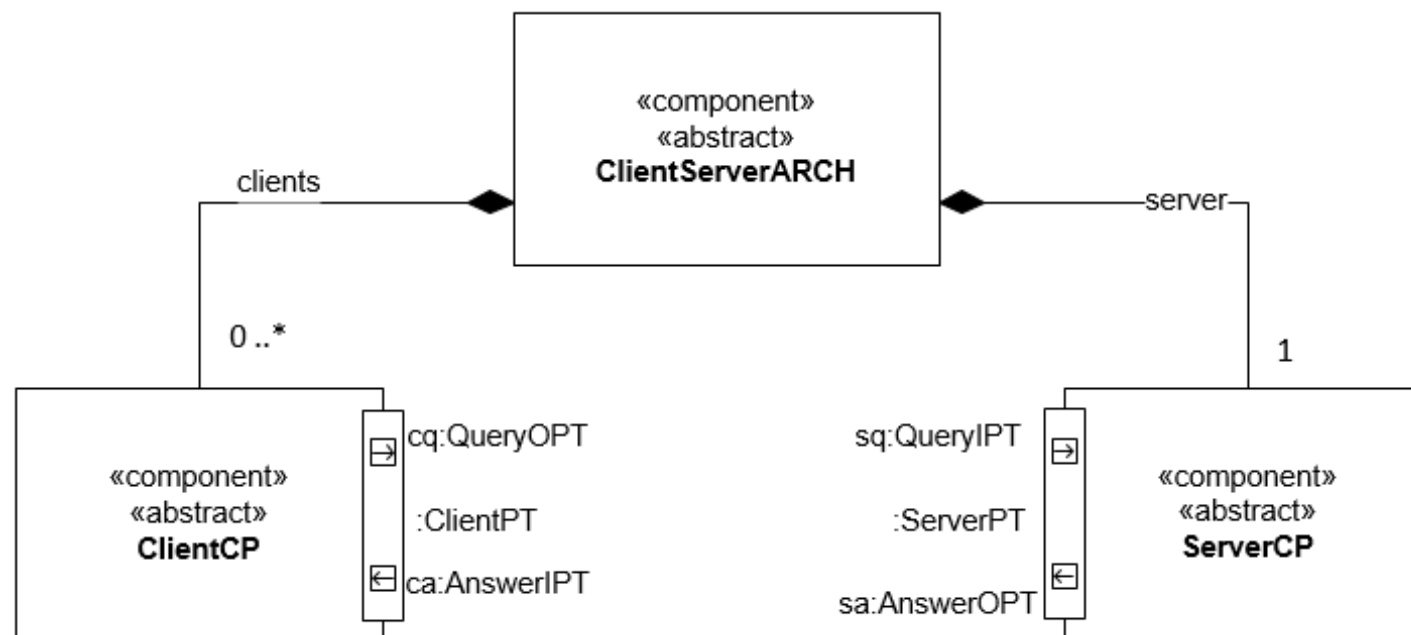 «component»
«abstract»
ClientServerARCH
clients
server
0 ..*
1
cq:QueryOPT
sq:QueryIPT
«component»
«abstract»
ClientCP
:ClientPT
:ServerPT
«component»
«abstract»
ServerCP
ca:AnswerIPT
sa:AnswerOPT